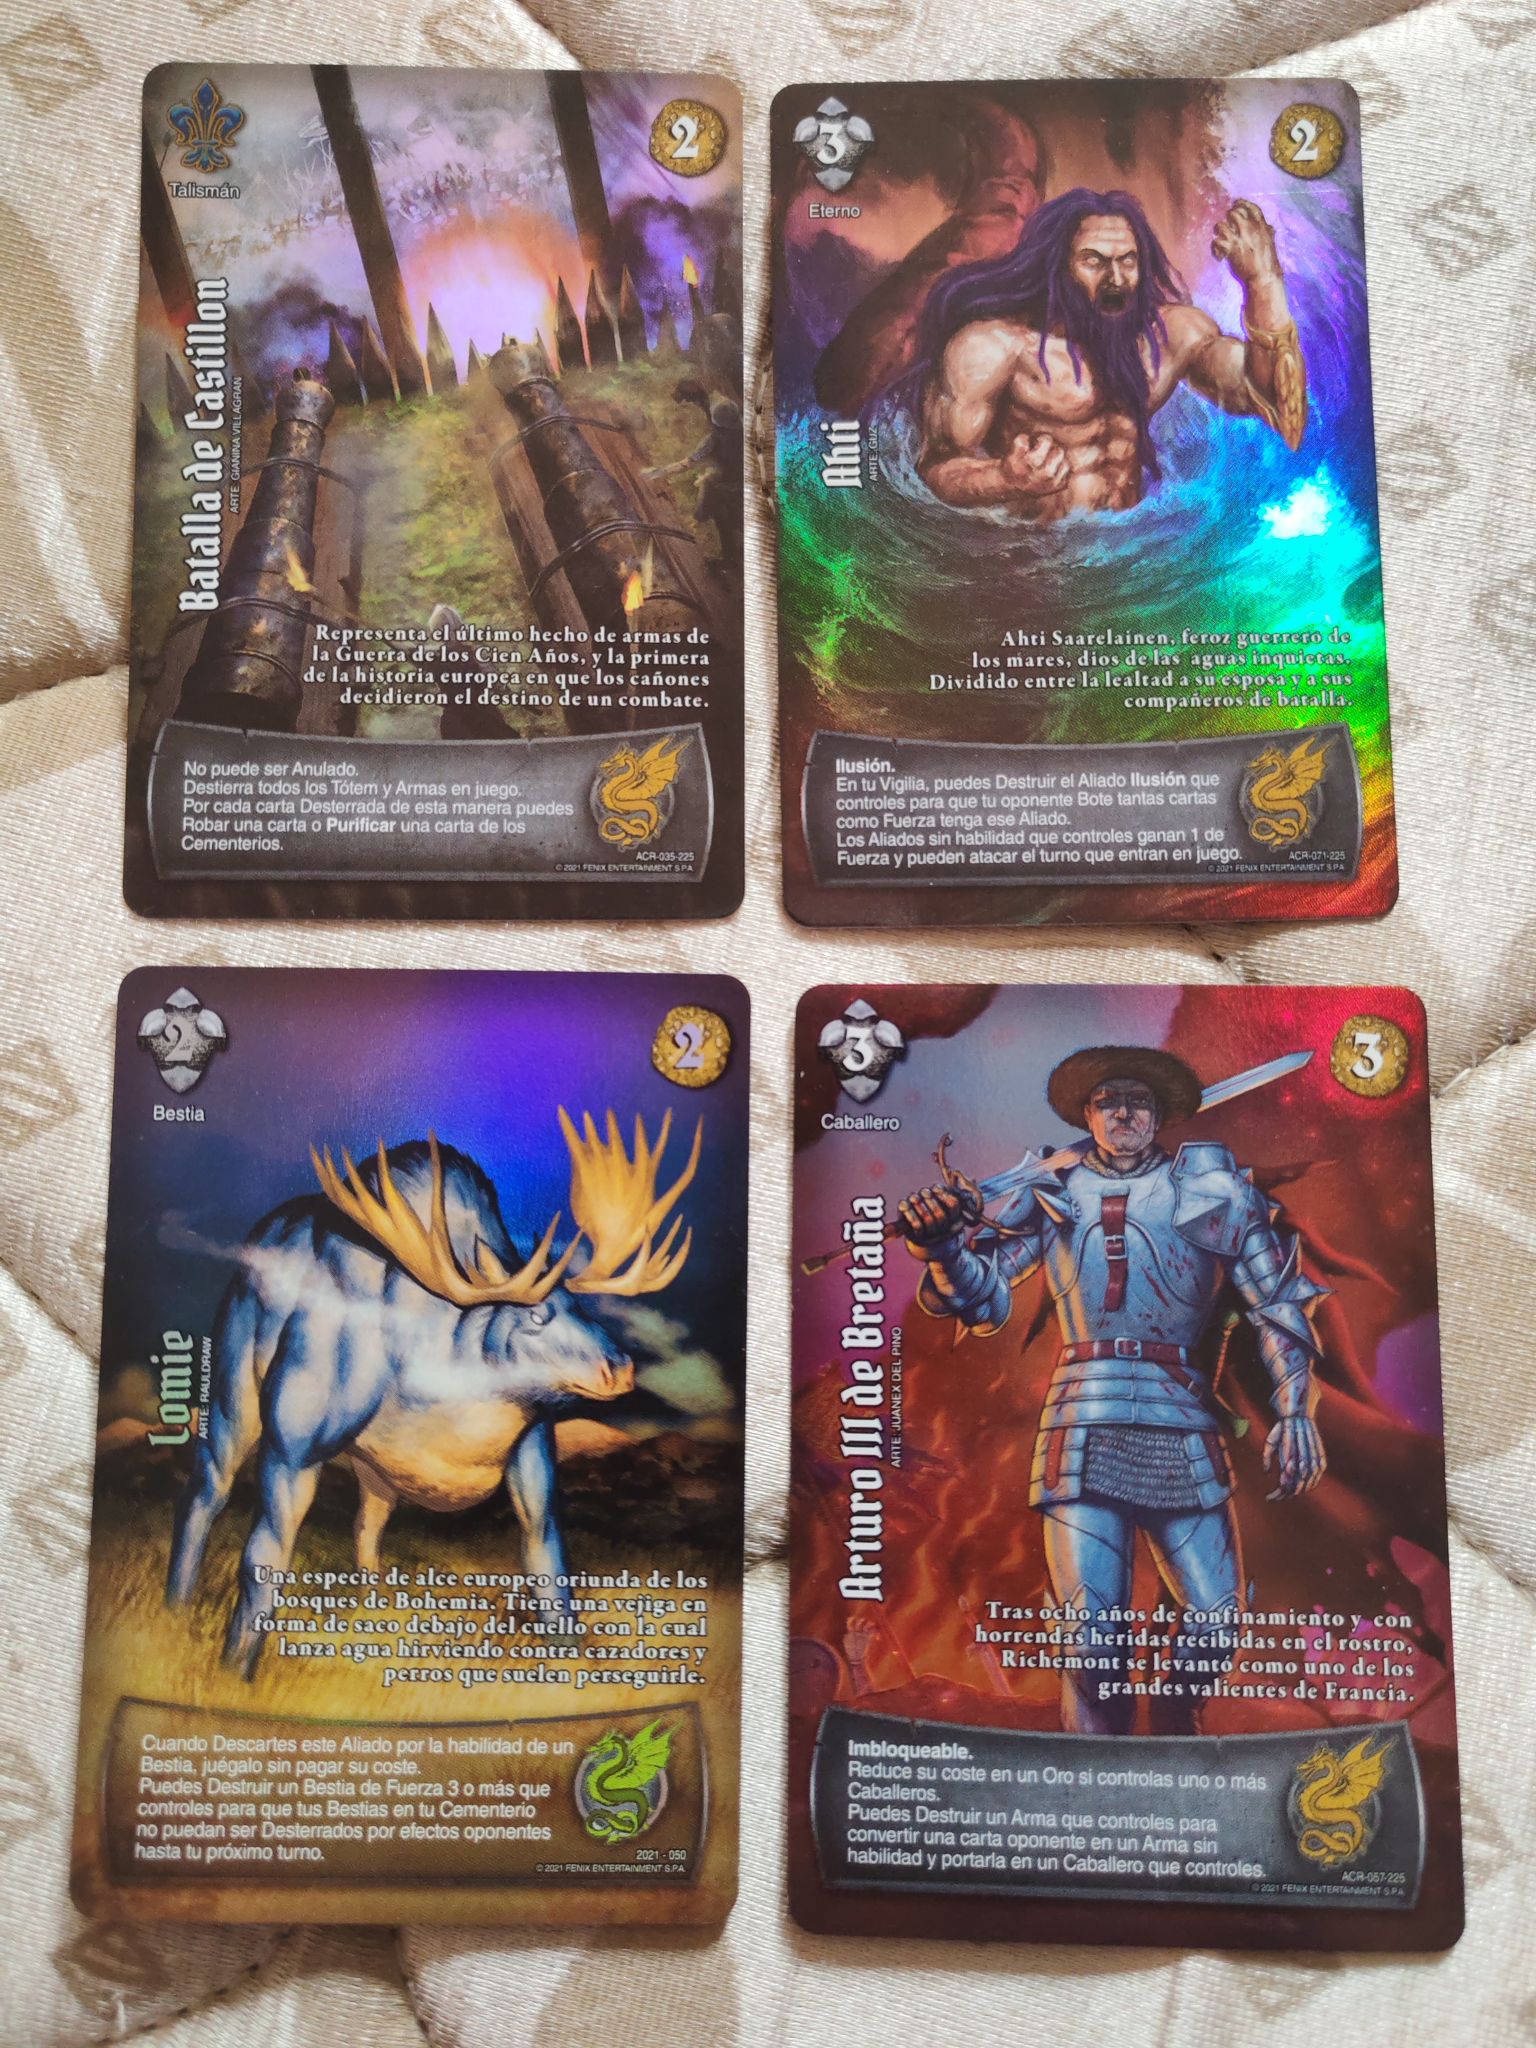 2
Talismán
Batalla de Castillon
ARTE: GIANINA VILLAGRAN
Representa el último hecho de armas de
la Guerra de los Cien Años, y la primera
de la historia europea en que los cañones
decidieron el destino de un combate.
No puede ser Anulado.
Destierra todos los Tótem y Armas en juego.
Por cada carta Desterrada de esta manera puedes
Robar una carta o Purificar una carta de los
Cementerios.
ACR-035-225
© 2021 FENIX ENTERTAINMENT S.P.A.
3
2
Eterno
Ahti
ARTE: GUZ
Ahti Saarelainen, feroz guerrero de
los mares, dios de las aguas inquietas.
Dividido entre la lealtad a su esposa y a sus
compañeros de batalla.
Ilusión.
En tu Vigilia, puedes Destruir el Aliado Ilusión que
controles para que tu oponente Bote tantas cartas
como Fuerza tenga ese Aliado.
Los Aliados sin habilidad que controles ganan 1 de
Fuerza y pueden atacar el turno que entran en juego.
ACR-071-225
© 2021 FENIX ENTERTAINMENT S.P.A.
2
2
Bestia
Lomie
ARTE: RAULDRAW
Una especie de alce europeo oriunda de los
bosques de Bohemia. Tiene una vejiga en
forma de saco debajo del cuello con la cual
lanza agua hirviendo contra cazadores y
perros que suelen perseguirle.
Cuando Descartes este Aliado por la habilidad de un
Bestia, juégalo sin pagar su coste.
Puedes Destruir un Bestia de Fuerza 3 o más que
controles para que tus Bestias en tu Cementerio
no puedan ser Desterrados por efectos oponentes
hasta tu próximo turno.
2021 - 050
© 2021 FENIX ENTERTAINMENT S.P.A.
3
3
Caballero
Arturo III de Bretaña
ARTE: JUANEX DEL PINO
Tras ocho años de confinamiento y con
horrendas heridas recibidas en el rostro,
Richemont se levantó como uno de los
grandes valientes de Francia.
Imbloqueable.
Reduce su coste en un Oro si controlas uno o más
Caballeros.
Puedes Destruir un Arma que controles para
convertir una carta oponente en un Arma sin
habilidad y portarla en un Caballero que controles.
ACR-057-225
© 2021 FENIX ENTERTAINMENT S.P.A.